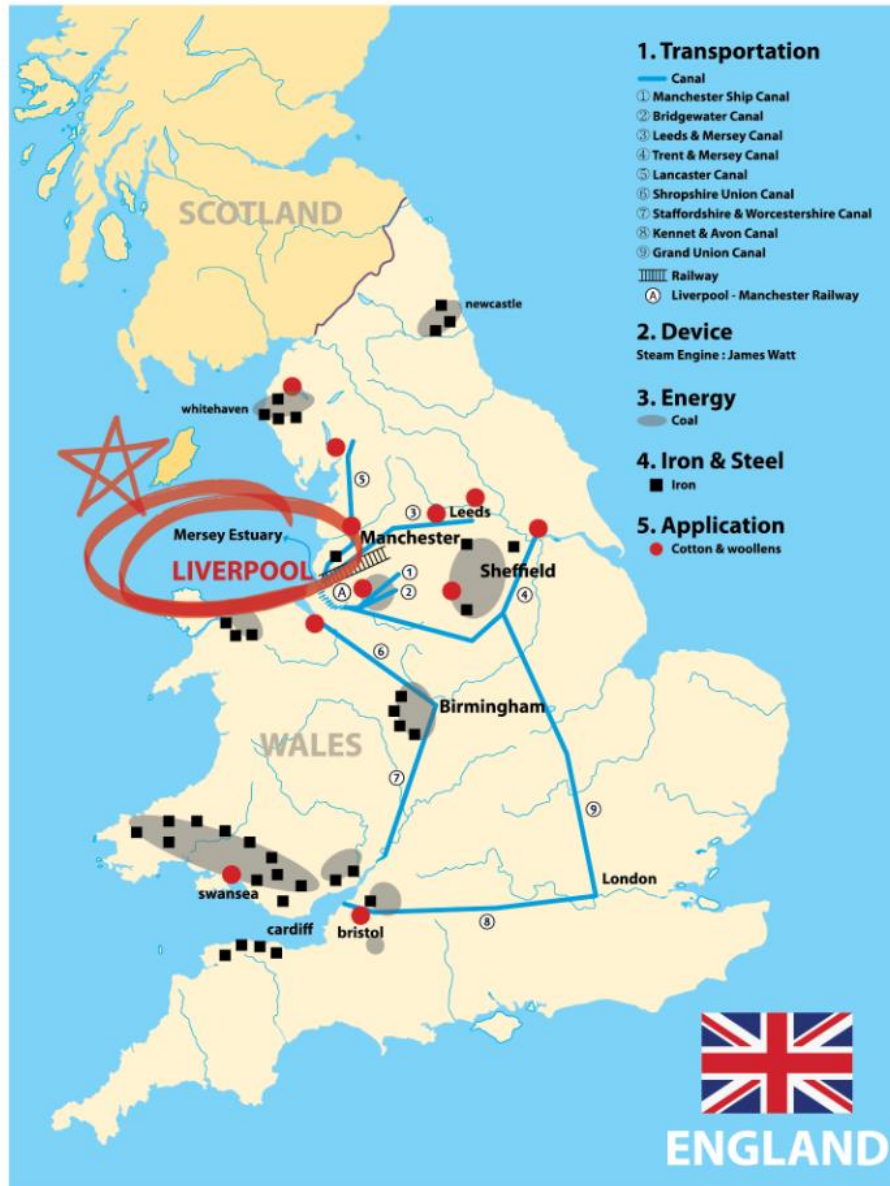 1. Transportation
Canal
① Manchester Ship Canal
② Bridgewater Canal
③ Leeds & Mersey Canal
④ Trent & Mersey Canal
⑤ Lancaster Canal
⑥ Shropshire Union Canal
⑦ Staffordshire & Worcestershire Canal
⑧ Kennet & Avon Canal
⑨ Grand Union Canal
Railway
Ⓐ Liverpool - Manchester Railway
2. Device
Steam Engine : James Watt
3. Energy
Coal
4. Iron & Steel
Iron
5. Application
Cotton & woollens
SCOTLAND
newcastle
whitehaven
⑤
③
Leeds
Mersey Estuary
Manchester
LIVERPOOL
①
Sheffield
Ⓐ
②
④
⑥
Birmingham
WALES
⑦
⑨
London
swansea
cardiff
bristol
⑧
ENGLAND